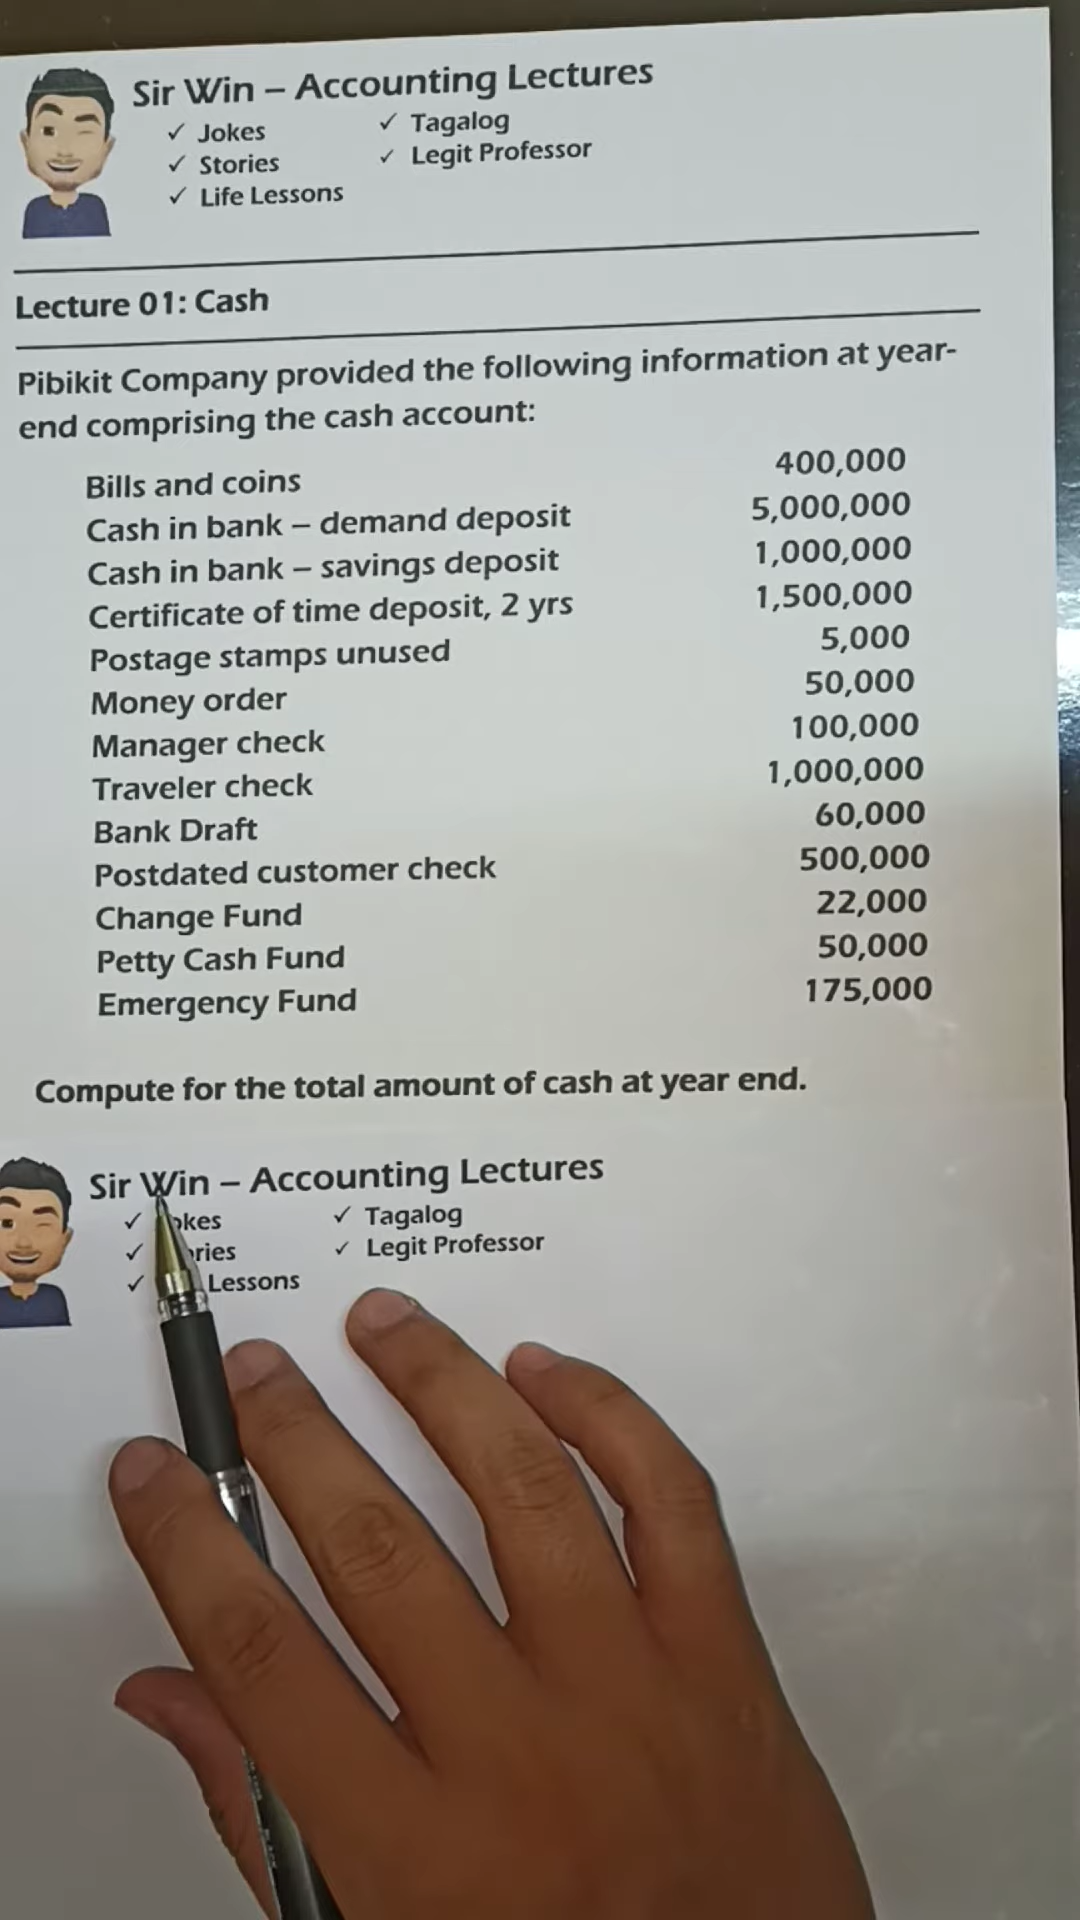 Sir Win – Accounting Lectures
✓ Jokes ✓ Tagalog
✓ Stories ✓ Legit Professor
✓ Life Lessons
Lecture 01: Cash
Pibikit Company provided the following information at year-
end comprising the cash account:
Bills and coins 400,000
Cash in bank – demand deposit 5,000,000
Cash in bank – savings deposit 1,000,000
Certificate of time deposit, 2 yrs 1,500,000
Postage stamps unused 5,000
Money order 50,000
Manager check 100,000
Traveler check 1,000,000
Bank Draft 60,000
Postdated customer check 500,000
Change Fund 22,000
Petty Cash Fund 50,000
Emergency Fund 175,000
Compute for the total amount of cash at year end.
Sir Win – Accounting Lectures
✓ okes ✓ Tagalog
✓ ries ✓ Legit Professor
✓ Lessons